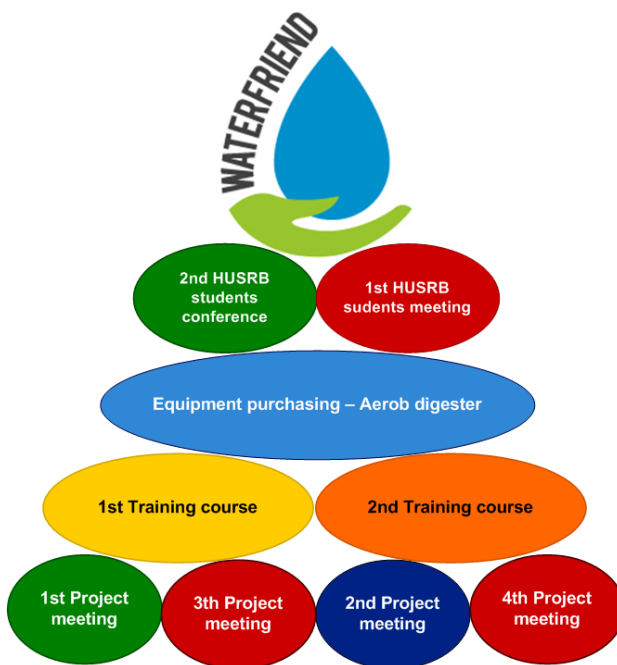 WATERFRIEND
2nd HUSRB
students
conference
1st HUSRB
sudents meeting
Equipment purchasing – Aerob digester
1st Training course
2nd Training course
1st Project
meeting
3th Project
meeting
2nd Project
meeting
4th Project
meeting